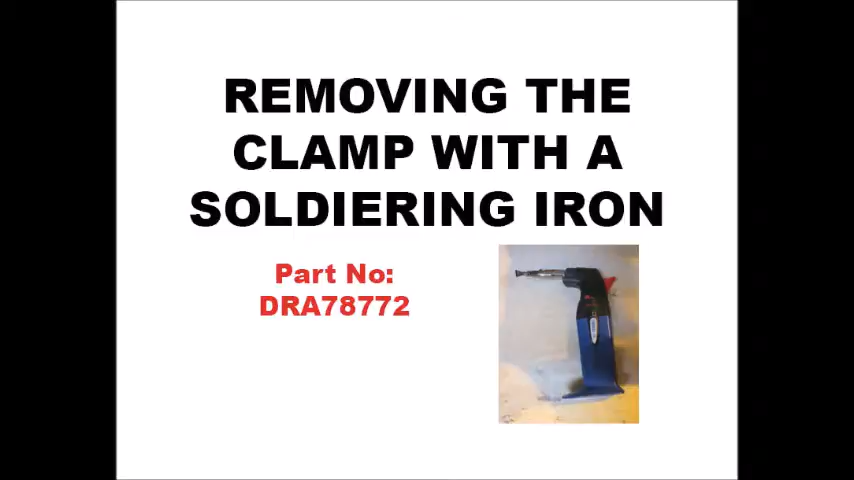 REMOVING THE
CLAMP WITH A
SOLDIERING IRON
Part No:
DRA78772